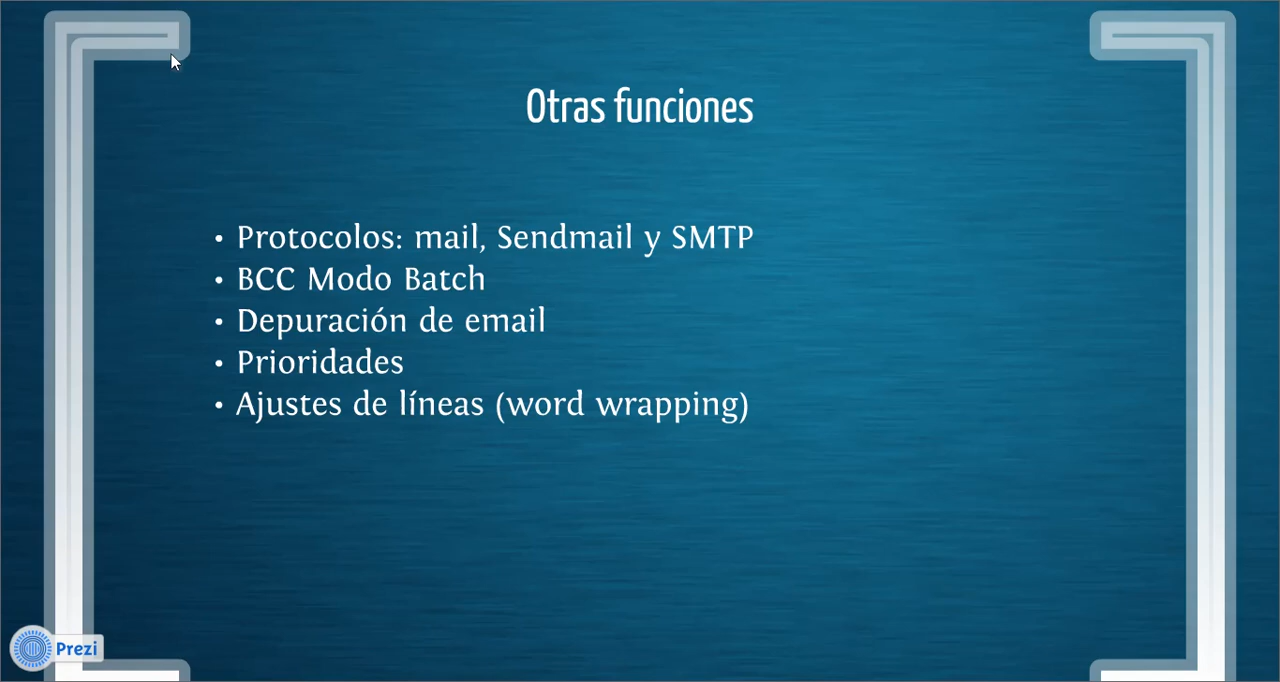 Otras funciones
• Protocolos: mail, Sendmail y SMTP
• BCC Modo Batch
• Depuración de email
• Prioridades
• Ajustes de líneas (word wrapping)
Prezi